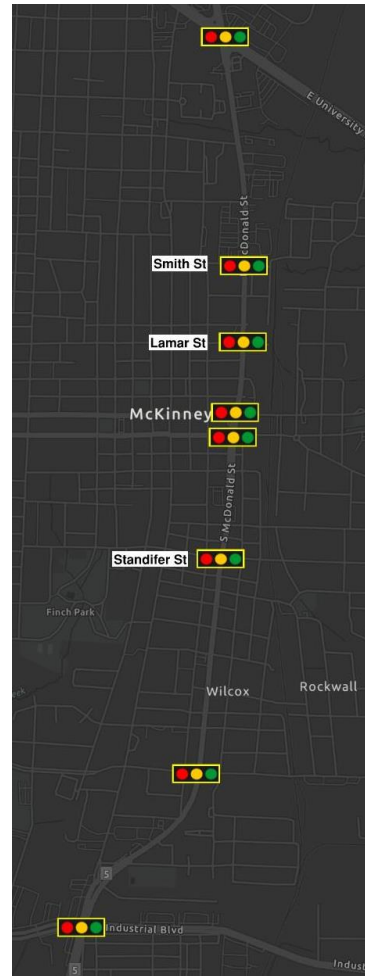 E University
cDonald St
Smith St
Lamar St
McKinney
S McDonald St
Standifer St
Finch Park
Wilcox
Rockwall
5
Industrial Blvd
5
Indust